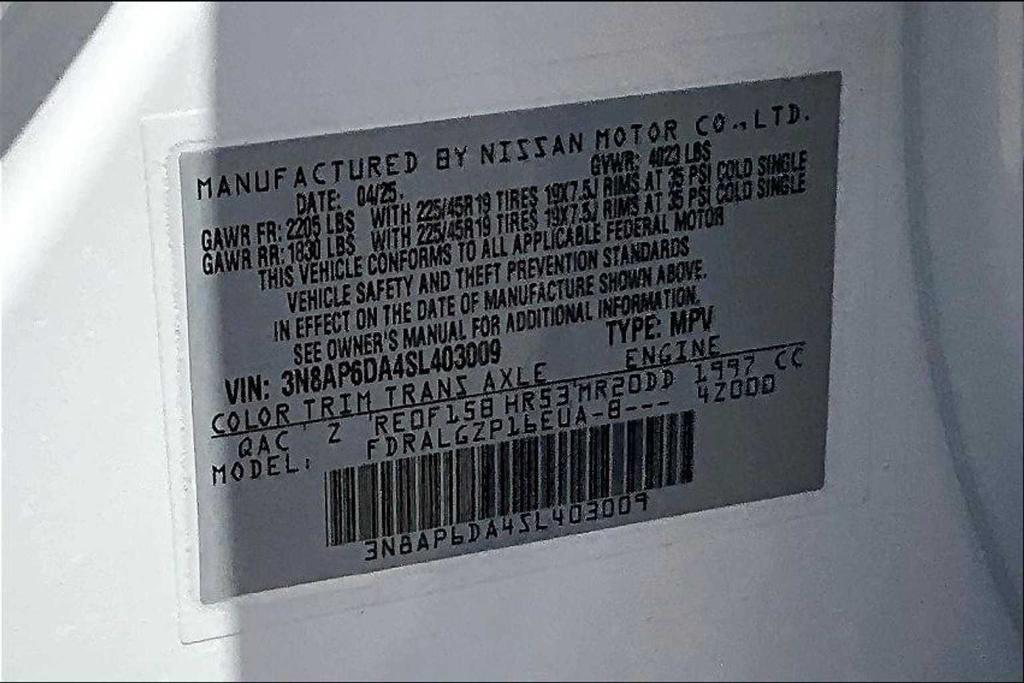 MANUFACTURED BY NISSAN MOTOR CO., LTD.
DATE: 04/25. GVWR: 4023 LBS
GAWR FR: 2205 LBS WITH 225/45R19 TIRES 19X7.5J RIMS AT 35 PSI COLD SINGLE
GAWR RR: 1830 LBS WITH 225/45R19 TIRES 19X7.5J RIMS AT 35 PSI COLD SINGLE
THIS VEHICLE CONFORMS TO ALL APPLICABLE FEDERAL MOTOR
VEHICLE SAFETY AND THEFT PREVENTION STANDARDS
IN EFFECT ON THE DATE OF MANUFACTURE SHOWN ABOVE.
SEE OWNER'S MANUAL FOR ADDITIONAL INFORMATION.
VIN: 3N8AP6DA4SL403009 TYPE: MPV
COLOR TRIM TRANS AXLE ENGINE
QAC Z RE0F15B HR53 MR20DD 1997 CC
MODEL: FDRALGZP16EUA-B--- 42000
3N8AP6DA4SL403009